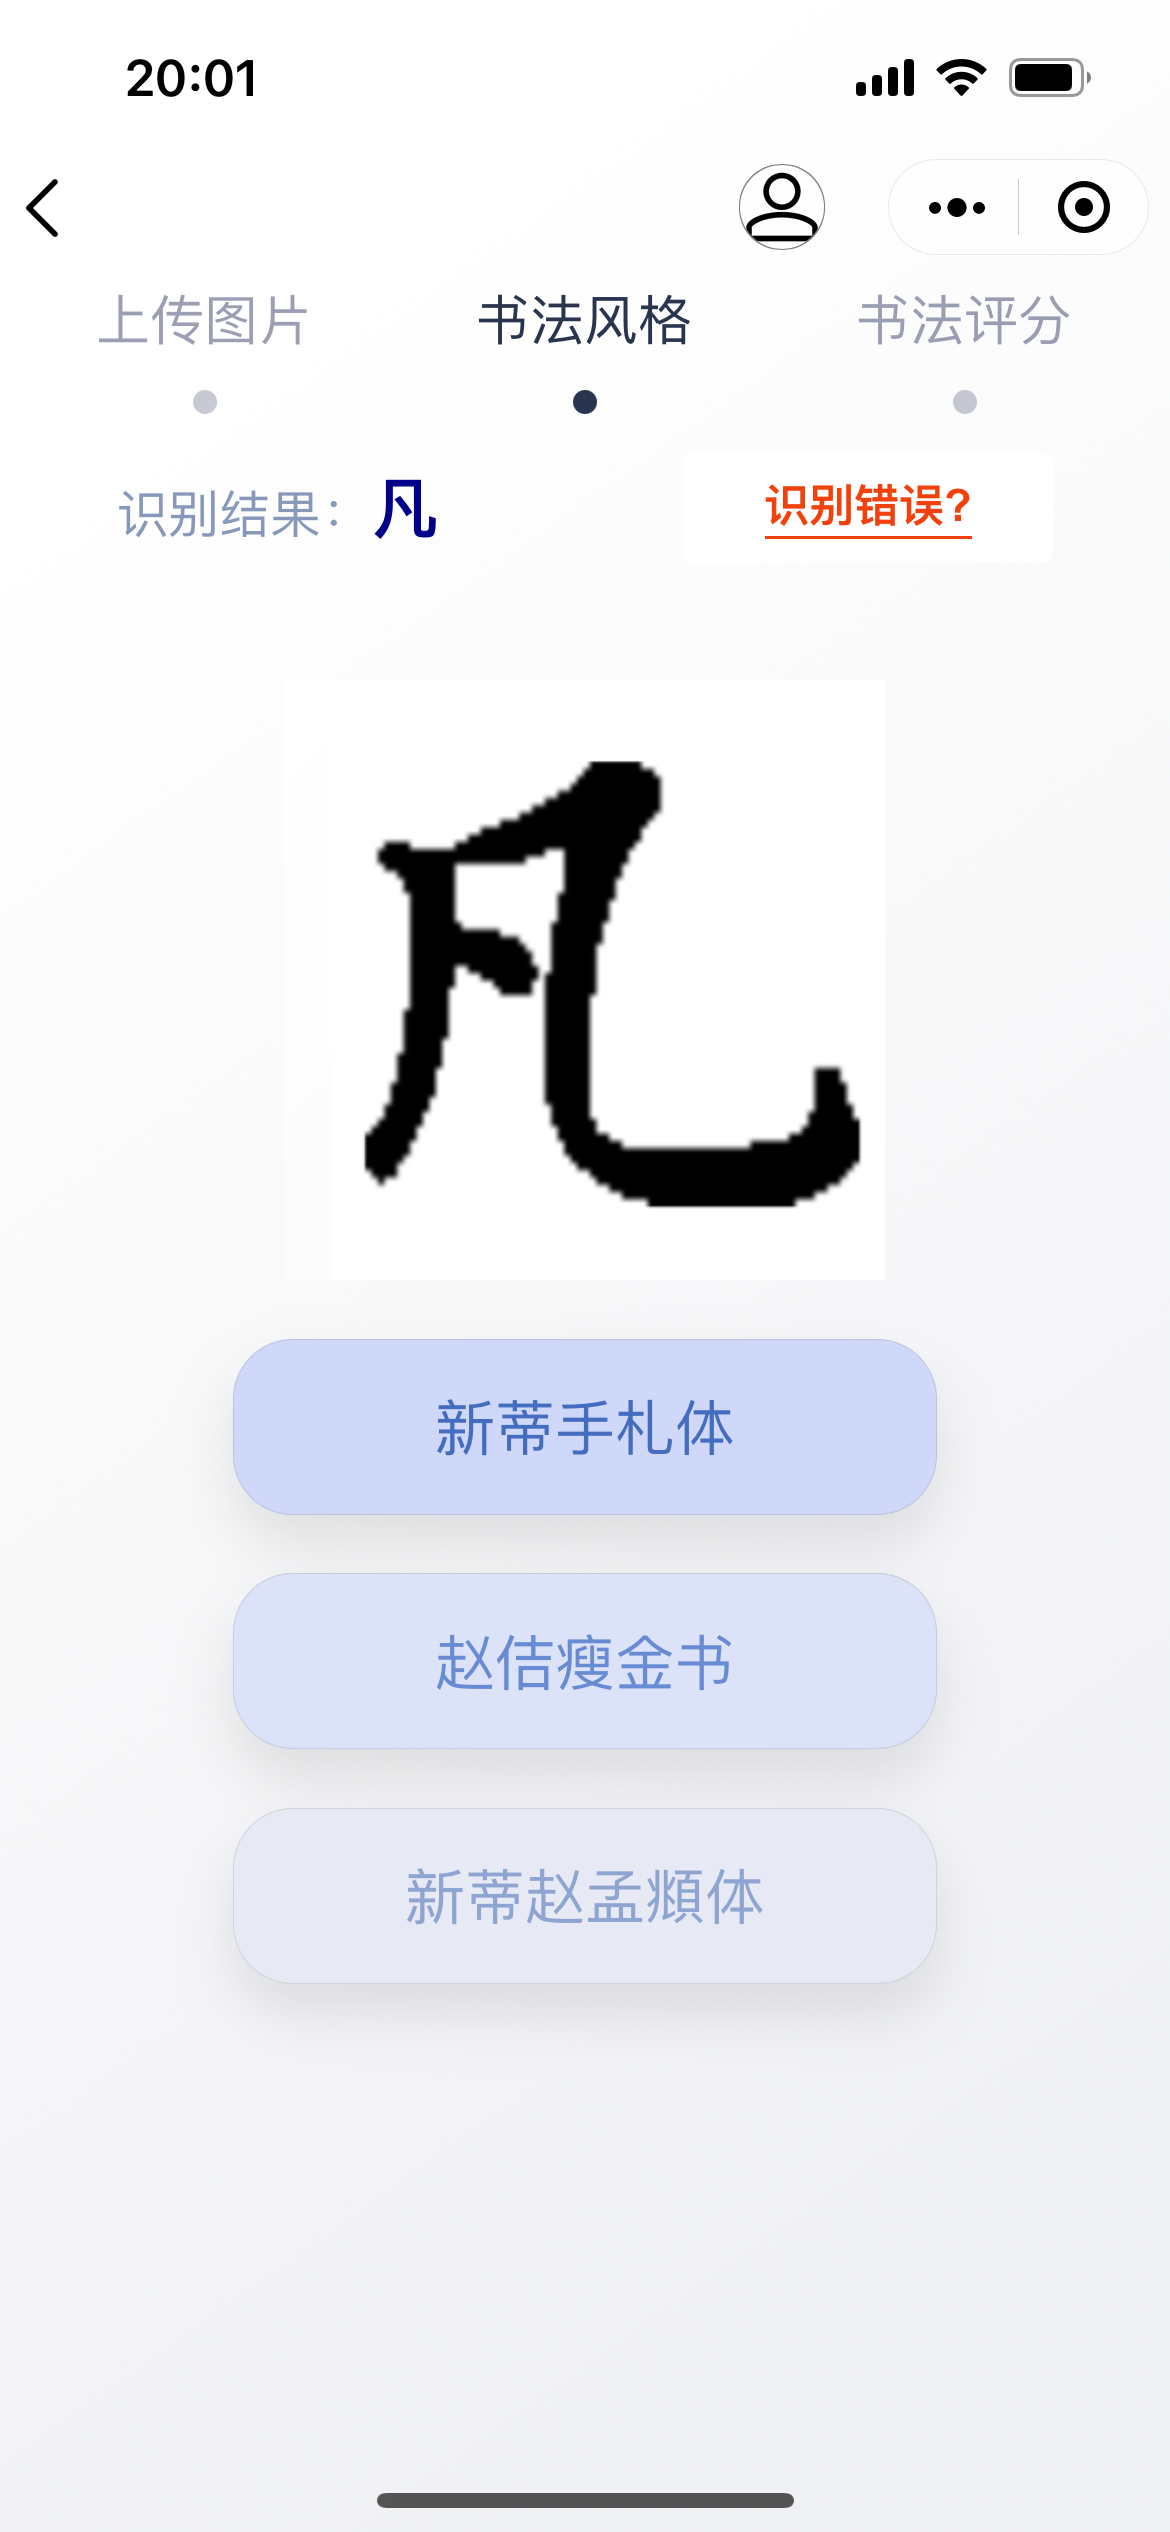 20:01
上传图片 书法风格 书法评分
识别结果： 凡 识别错误?
凡
新蒂手札体
赵佶瘦金书
新蒂赵孟頫体